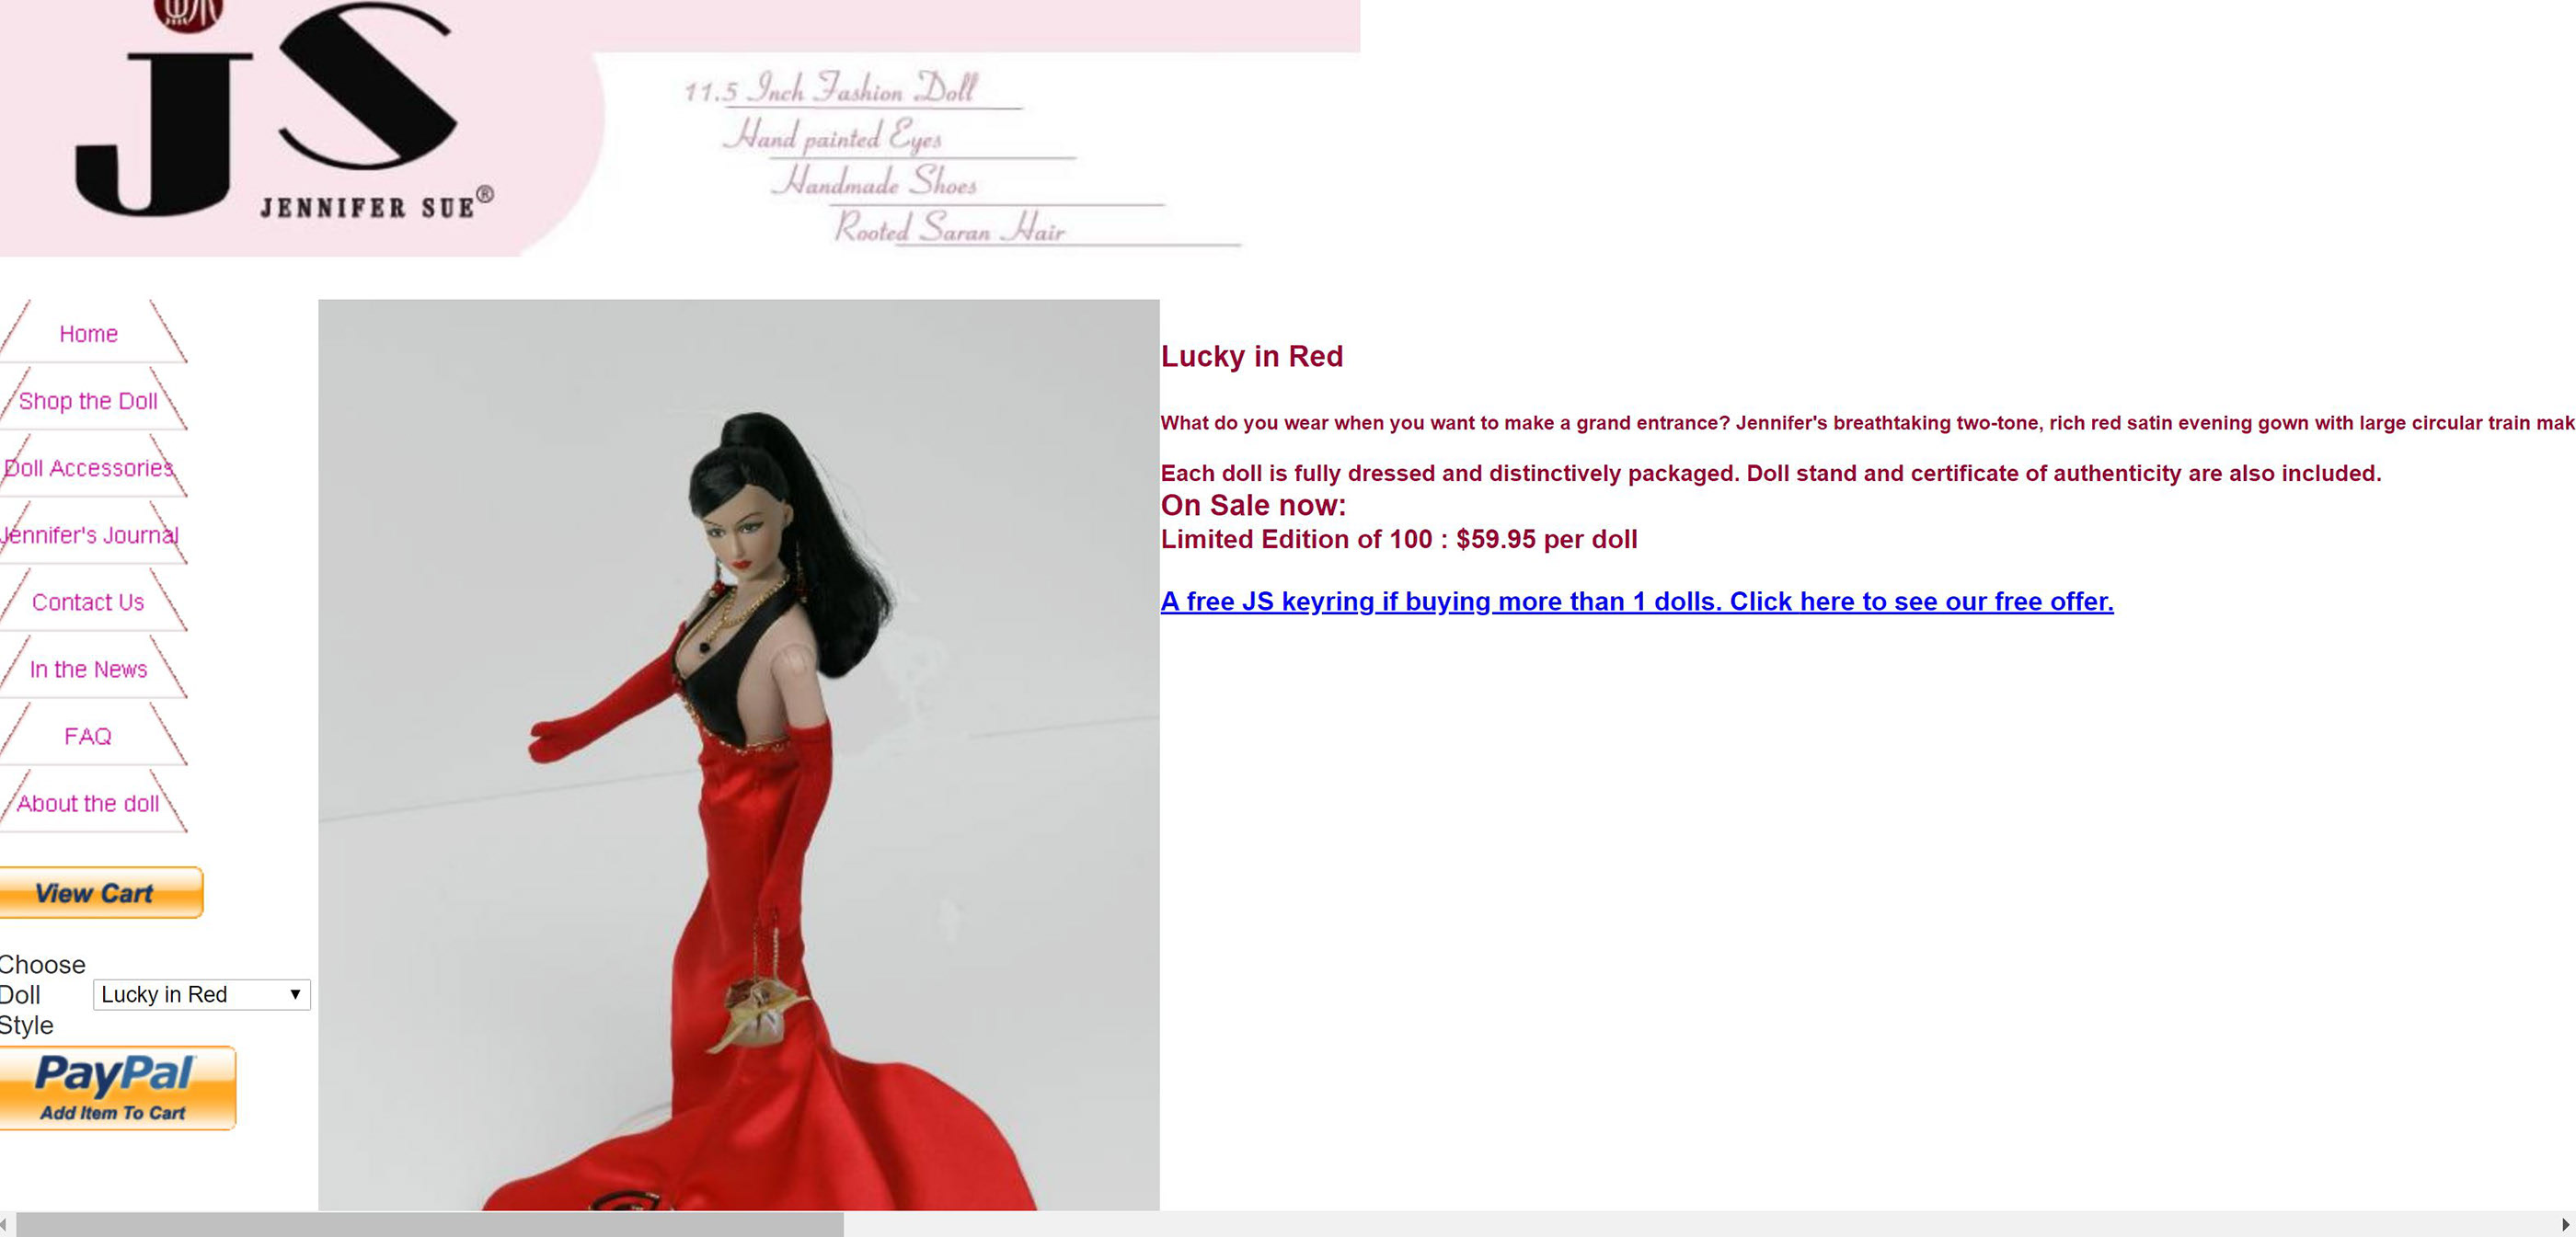 JS
JENNIFER SUE®
11.5 Inch Fashion Doll
Hand painted Eyes
Handmade Shoes
Rooted Saran Hair
Home
Shop the Doll
Doll Accessories
Jennifer's Journal
Contact Us
In the News
FAQ
About the doll
View Cart
Choose
Doll
Style
Lucky in Red
PayPal
Add Item To Cart
Lucky in Red
What do you wear when you want to make a grand entrance? Jennifer's breathtaking two-tone, rich red satin evening gown with large circular train mak
Each doll is fully dressed and distinctively packaged. Doll stand and certificate of authenticity are also included.
On Sale now:
Limited Edition of 100 : $59.95 per doll
A free JS keyring if buying more than 1 dolls. Click here to see our free offer.